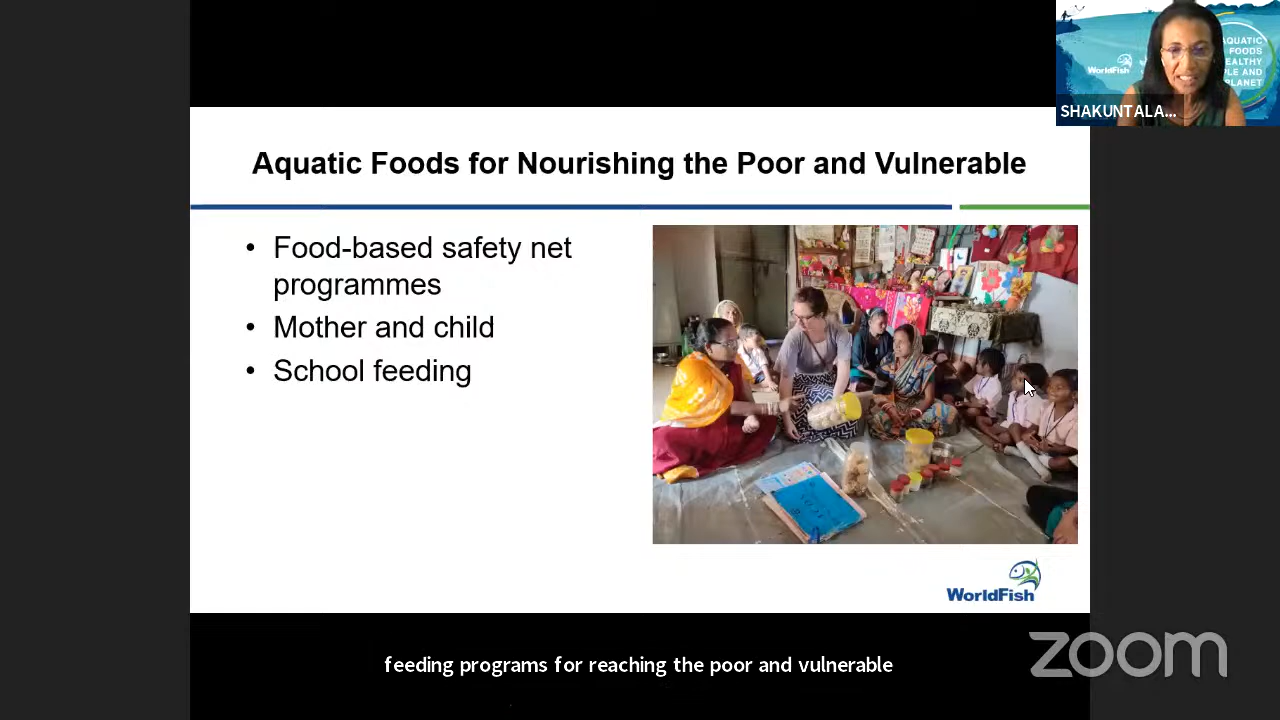 AQUATIC
FOODS
WorldFish
EALTHY
PLE AND
PLANET
SHAKUNTALA...
Aquatic Foods for Nourishing the Poor and Vulnerable
• Food-based safety net
programmes
• Mother and child
• School feeding
WorldFish
feeding programs for reaching the poor and vulnerable
zoom